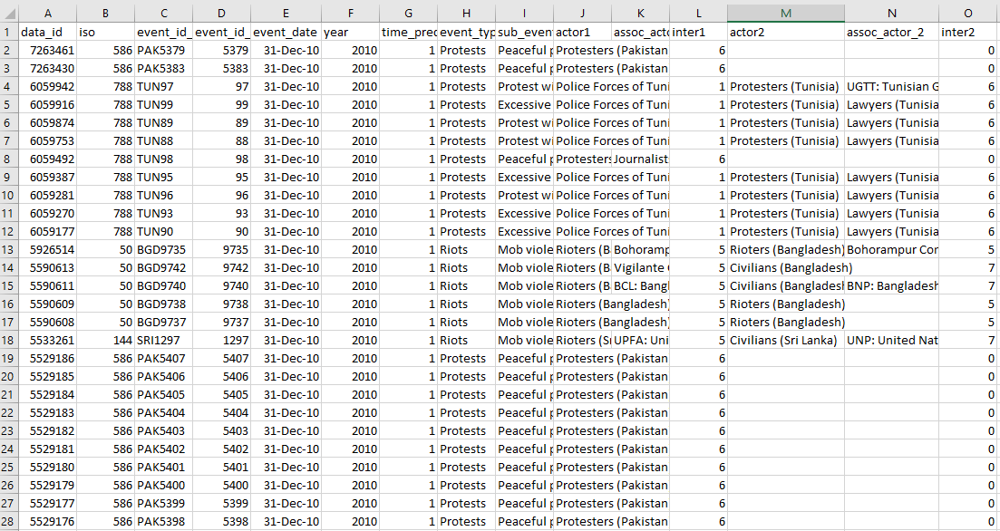 A B C D E F G H I J K L M N O
1 data_id iso event_id_ event_id_ event_date year time_prec event_typ sub_event actor1 assoc_acto inter1 actor2 assoc_actor_2 inter2
2 7263461 586 PAK5379 5379 31-Dec-10 2010 1 Protests Peaceful p Protesters (Pakistan 6 0
3 7263430 586 PAK5383 5383 31-Dec-10 2010 1 Protests Peaceful p Protesters (Pakistan 6 0
4 6059942 788 TUN97 97 31-Dec-10 2010 1 Protests Protest wi Police Forces of Tuni 1 Protesters (Tunisia) UGTT: Tunisian G 6
5 6059916 788 TUN99 99 31-Dec-10 2010 1 Protests Excessive Police Forces of Tuni 1 Protesters (Tunisia) Lawyers (Tunisia 6
6 6059874 788 TUN89 89 31-Dec-10 2010 1 Protests Protest wi Police Forces of Tuni 1 Protesters (Tunisia) Lawyers (Tunisia 6
7 6059753 788 TUN88 88 31-Dec-10 2010 1 Protests Protest wi Police Forces of Tuni 1 Protesters (Tunisia) Lawyers (Tunisia 6
8 6059492 788 TUN98 98 31-Dec-10 2010 1 Protests Peaceful p Protesters Journalist 6 0
9 6059387 788 TUN95 95 31-Dec-10 2010 1 Protests Excessive Police Forces of Tuni 1 Protesters (Tunisia) Lawyers (Tunisia 6
10 6059281 788 TUN96 96 31-Dec-10 2010 1 Protests Protest wi Police Forces of Tuni 1 Protesters (Tunisia) Lawyers (Tunisia 6
11 6059270 788 TUN93 93 31-Dec-10 2010 1 Protests Excessive Police Forces of Tuni 1 Protesters (Tunisia) Lawyers (Tunisia 6
12 6059177 788 TUN90 90 31-Dec-10 2010 1 Protests Excessive Police Forces of Tuni 1 Protesters (Tunisia) Lawyers (Tunisia 6
13 5926514 50 BGD9735 9735 31-Dec-10 2010 1 Riots Mob viole Rioters (B Bohoramp 5 Rioters (Bangladesh) Bohorampur Cor 5
14 5590613 50 BGD9742 9742 31-Dec-10 2010 1 Riots Mob viole Rioters (B Vigilante 5 Civilians (Bangladesh) 7
15 5590611 50 BGD9740 9740 31-Dec-10 2010 1 Riots Mob viole Rioters (B BCL: Bangl 5 Civilians (Bangladesh BNP: Bangladesh 7
16 5590609 50 BGD9738 9738 31-Dec-10 2010 1 Riots Mob viole Rioters (Bangladesh) 5 Rioters (Bangladesh) 5
17 5590608 50 BGD9737 9737 31-Dec-10 2010 1 Riots Mob viole Rioters (Bangladesh) 5 Rioters (Bangladesh) 5
18 5533261 144 SRI1297 1297 31-Dec-10 2010 1 Riots Mob viole Rioters (Sr UPFA: Uni 5 Civilians (Sri Lanka) UNP: United Nat 7
19 5529186 586 PAK5407 5407 31-Dec-10 2010 1 Protests Peaceful p Protesters (Pakistan 6 0
20 5529185 586 PAK5406 5406 31-Dec-10 2010 1 Protests Peaceful p Protesters (Pakistan 6 0
21 5529184 586 PAK5405 5405 31-Dec-10 2010 1 Protests Peaceful p Protesters (Pakistan 6 0
22 5529183 586 PAK5404 5404 31-Dec-10 2010 1 Protests Peaceful p Protesters (Pakistan 6 0
23 5529182 586 PAK5403 5403 31-Dec-10 2010 1 Protests Peaceful p Protesters (Pakistan 6 0
24 5529181 586 PAK5402 5402 31-Dec-10 2010 1 Protests Peaceful p Protesters (Pakistan 6 0
25 5529180 586 PAK5401 5401 31-Dec-10 2010 1 Protests Peaceful p Protesters (Pakistan 6 0
26 5529179 586 PAK5400 5400 31-Dec-10 2010 1 Protests Peaceful p Protesters (Pakistan 6 0
27 5529177 586 PAK5399 5399 31-Dec-10 2010 1 Protests Peaceful p Protesters (Pakistan 6 0
28 5529176 586 PAK5398 5398 31-Dec-10 2010 1 Protests Peaceful p Protesters (Pakistan 6 0